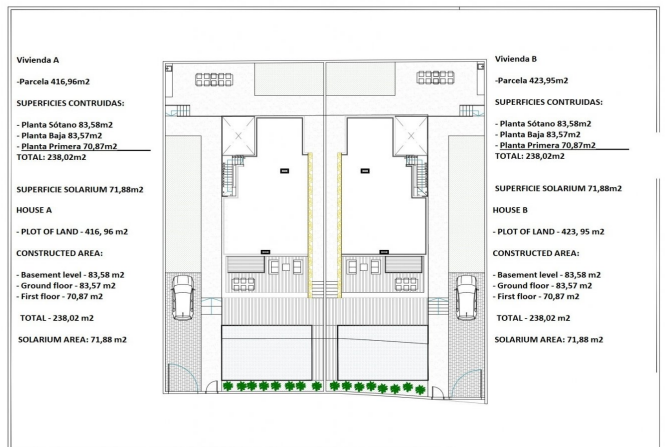 Vivienda A
-Parcela 416,96m2
SUPERFICIES CONTRUIDAS:
- Planta Sótano 83,58m2
- Planta Baja 83,57m2
- Planta Primera 70,87m2
TOTAL: 238,02m2
SUPERFICIE SOLARIUM 71,88m2
HOUSE A
- PLOT OF LAND - 416, 96 m2
CONSTRUCTED AREA:
- Basement level - 83,58 m2
- Ground floor - 83,57 m2
- First floor - 70,87 m2
TOTAL - 238,02 m2
SOLARIUM AREA: 71,88 m2
Vivienda B
-Parcela 423,95m2
SUPERFICIES CONTRUIDAS:
- Planta Sótano 83,58m2
- Planta Baja 83,57m2
- Planta Primera 70,87m2
TOTAL: 238,02m2
SUPERFICIE SOLARIUM 71,88m2
HOUSE B
- PLOT OF LAND - 423, 95 m2
CONSTRUCTED AREA:
- Basement level - 83,58 m2
- Ground floor - 83,57 m2
- First floor - 70,87 m2
TOTAL - 238,02 m2
SOLARIUM AREA: 71,88 m2